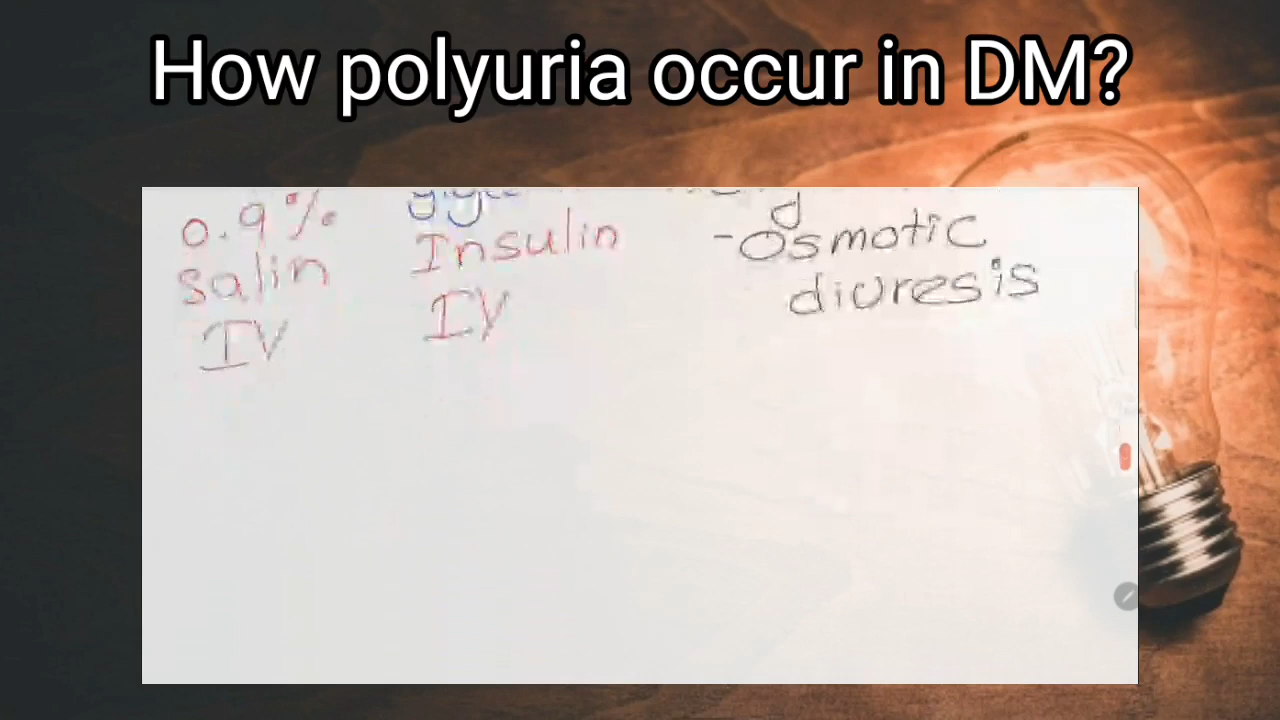 How polyuria occur in DM?
0.9%
Salin
IV
Insulin
IV
-Osmotic
diuresis